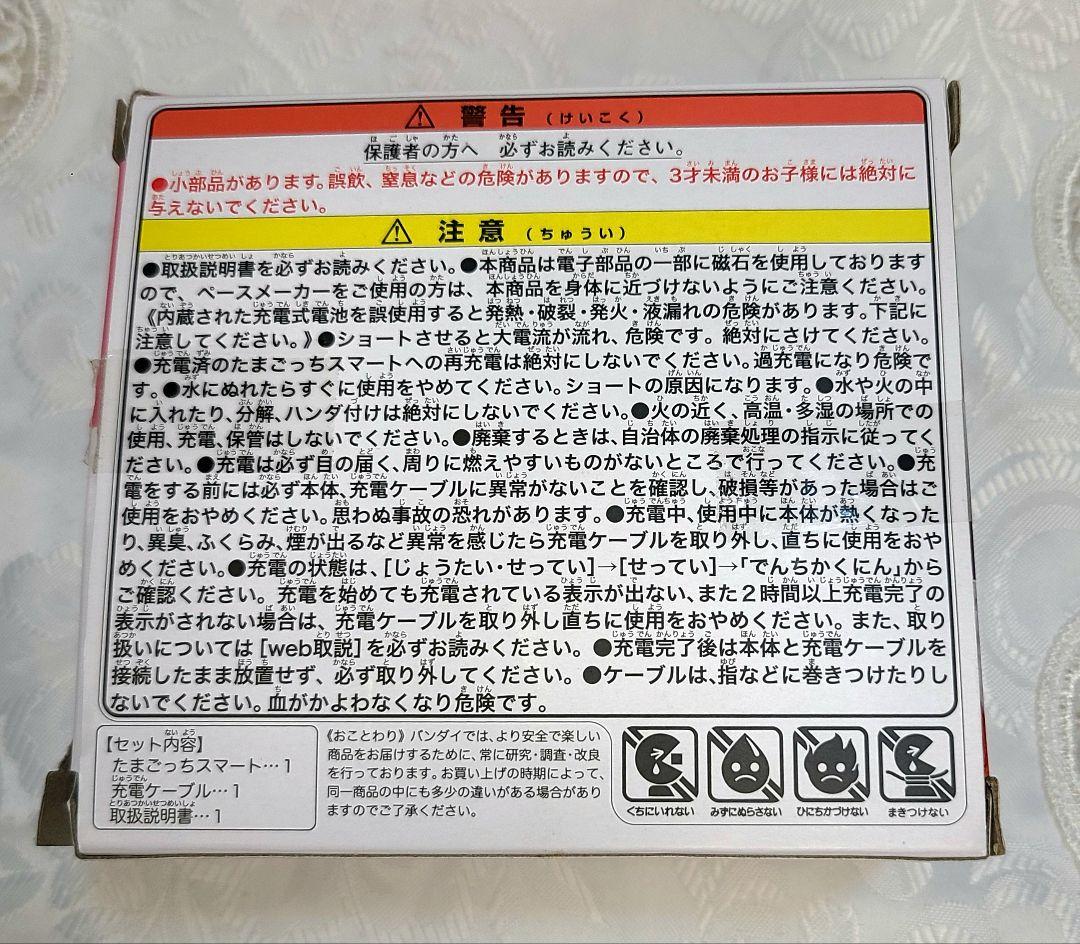 ⚠ 警告 (けいこく)
保護者の方へ 必ずお読みください。
●小部品があります。誤飲、窒息などの危険がありますので、3才未満のお子様には絶対に
与えないでください。
⚠ 注意 (ちゅうい)
●取扱説明書を必ずお読みください。●本商品は電子部品の一部に磁石を使用しております
ので、ペースメーカーをご使用の方は、本商品を身体に近づけないようにご注意ください。
《内蔵された充電式電池を誤使用すると発熱・破裂・発火・液漏れの危険があります。下記に
注意してください。》●ショートさせると大電流が流れ、危険です。絶対にさけてください。
●充電済のたまごっちスマートへの再充電は絶対にしないでください。過充電になり危険で
す。●水にぬれたらすぐに使用をやめてください。ショートの原因になります。●水や火の中
に入れたり、分解、ハンダ付けは絶対にしないでください。●火の近く、高温・多湿の場所での
使用、充電、保管はしないでください。●廃棄するときは、自治体の廃棄処理の指示に従ってく
ださい。●充電は必ず目の届く、周りに燃えやすいものがないところで行ってください。●充
電をする前には必ず本体、充電ケーブルに異常がないことを確認し、破損等があった場合はご
使用をおやめください。思わぬ事故の恐れがあります。●充電中、使用中に本体が熱くなった
り、異臭、ふくらみ、煙が出るなど異常を感じたら充電ケーブルを取り外し、直ちに使用をおや
めください。●充電の状態は、[じょうたい・せってい]→[せってい]→「でんちかくにん」から
ご確認ください。充電を始めても充電されている表示が出ない、また2時間以上充電完了の
表示がされない場合は、充電ケーブルを取り外し直ちに使用をおやめください。また、取り
扱いについては[web取説]を必ずお読みください。●充電完了後は本体と充電ケーブルを
接続したまま放置せず、必ず取り外してください。●ケーブルは、指などに巻きつけたりし
ないでください。血がかよわなくなり危険です。
【セット内容】
たまごっちスマート…1
充電ケーブル…1
取扱説明書…1
《おことわり》バンダイでは、より安全で楽しい
商品をお届けするために、常に研究・調査・改良
を行っております。お買い上げの時期によって、
同一商品の中にも多少の違いがある場合があり
ますのでご了承ください。
くちにいれない
みずにぬらさない
ひにちかづけない
まきつけない